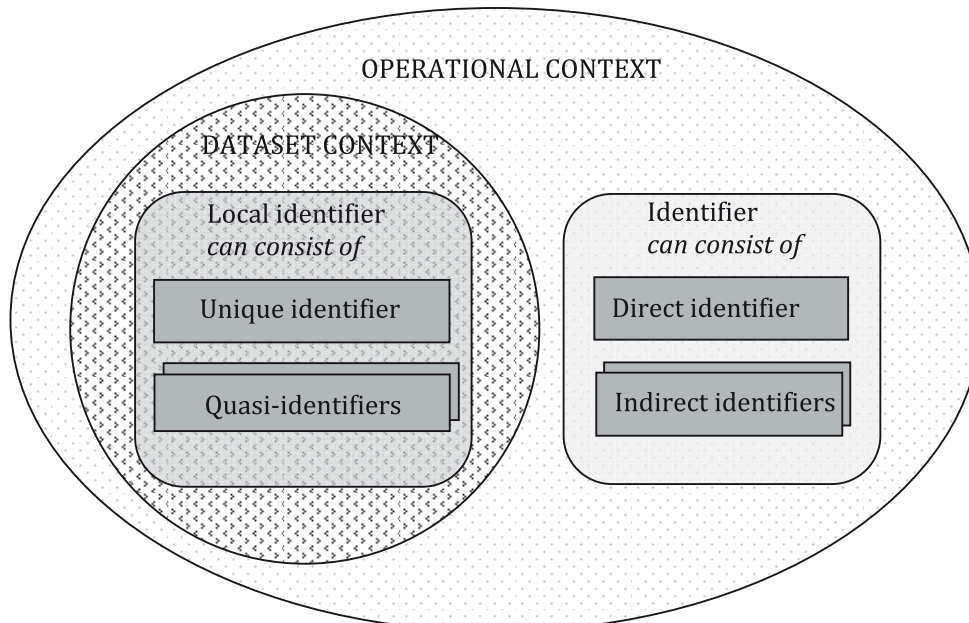 OPERATIONAL CONTEXT
DATASET CONTEXT
Local identifier
can consist of
Unique identifier
Quasi-identifiers
Identifier
can consist of
Direct identifier
Indirect identifiers